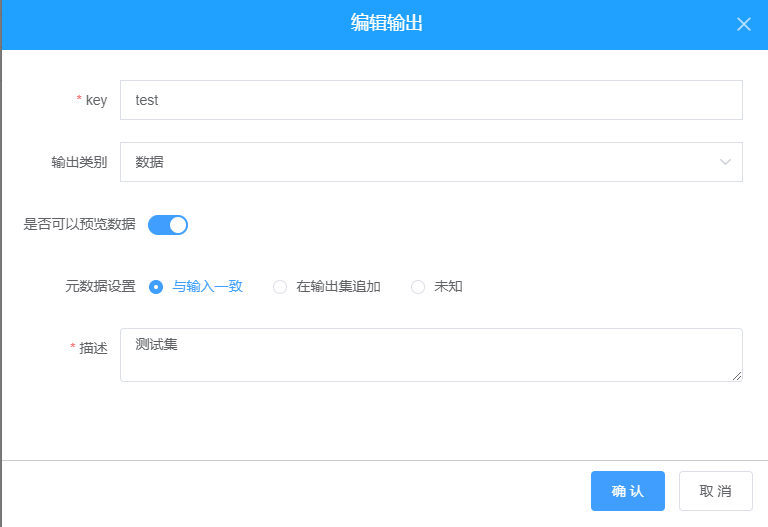 编辑输出
* key test
输出类别 数据
是否可以预览数据
元数据设置 与输入一致 在输出集追加 未知
* 描述 测试集
确 认 取 消